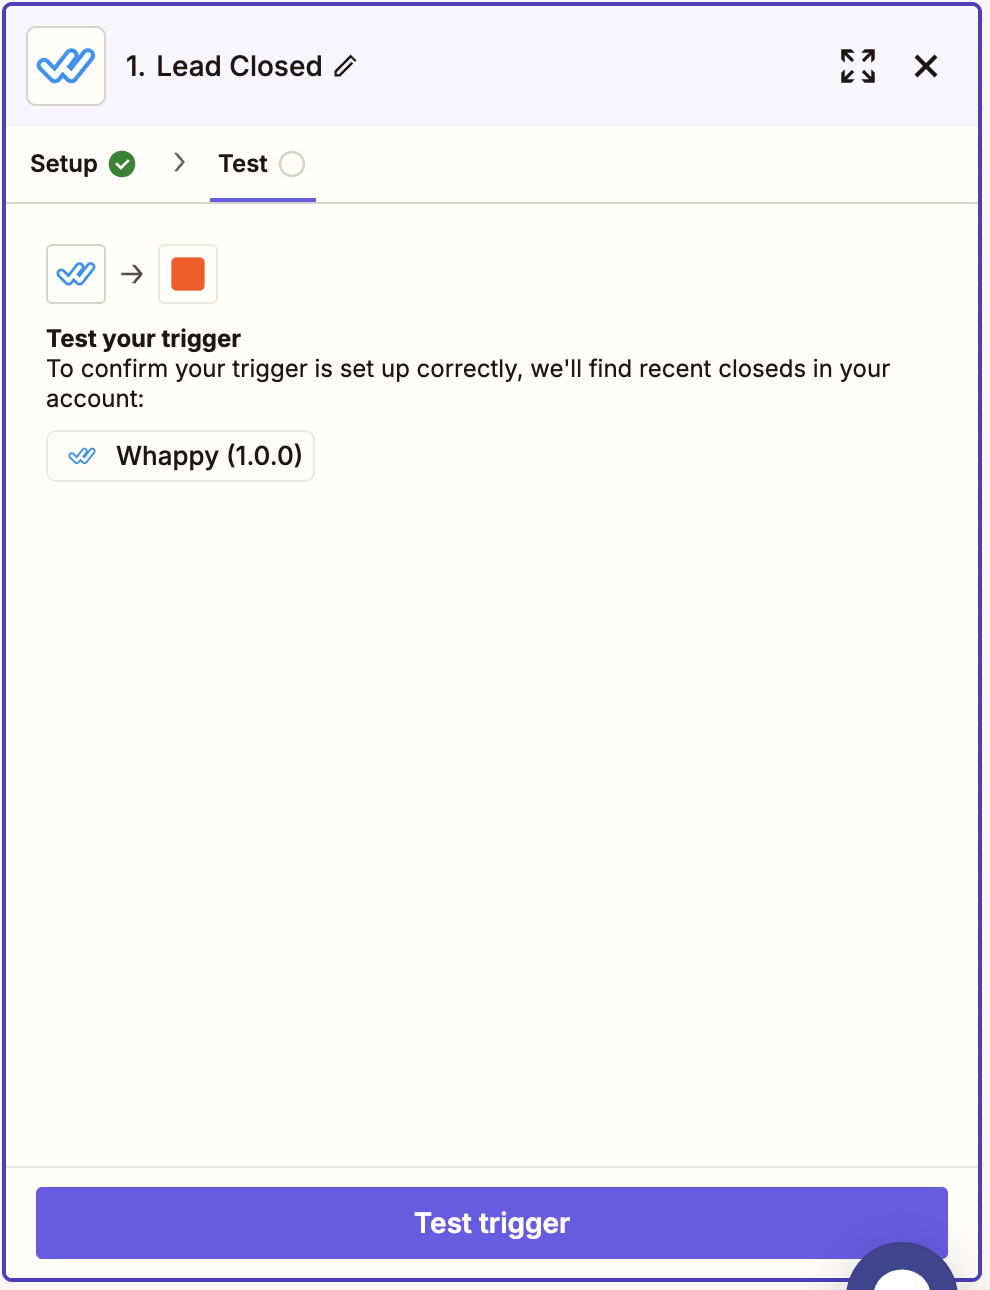 1. Lead Closed
Setup
Test
Test your trigger
To confirm your trigger is set up correctly, we'll find recent closeds in your
account:
Whappy (1.0.0)
Test trigger